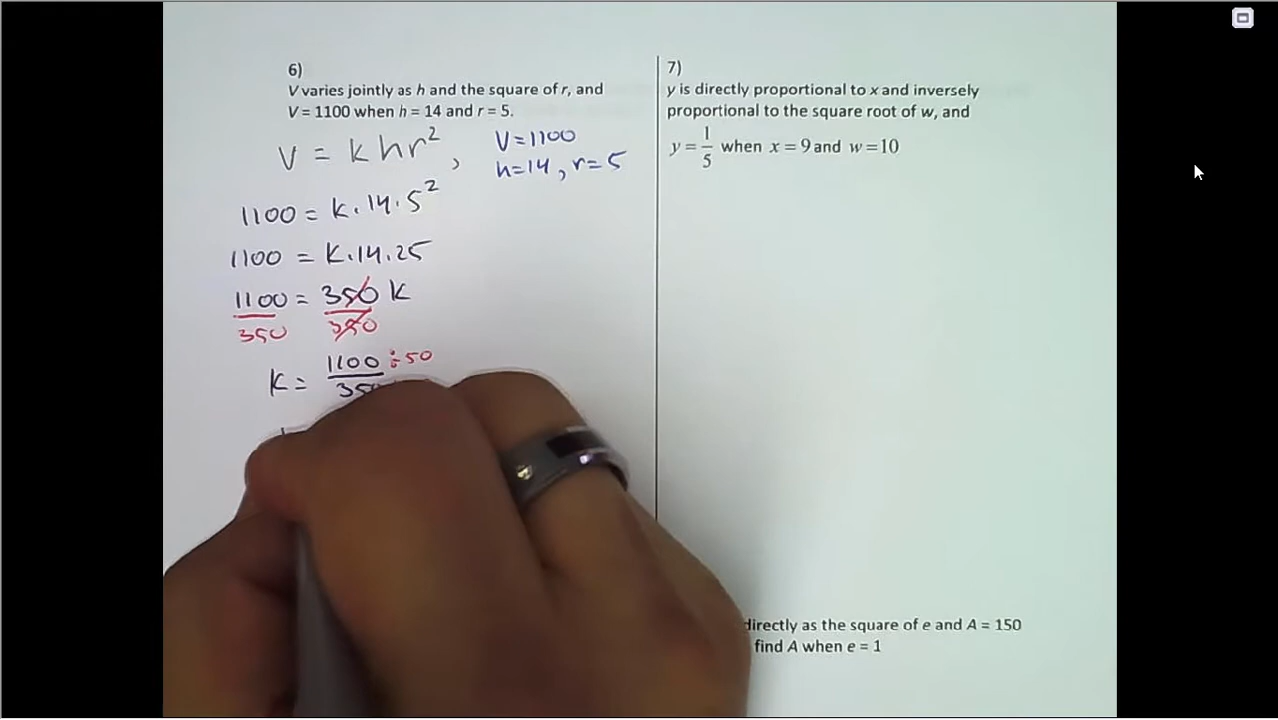 6)
V varies jointly as h and the square of r, and
V = 1100 when h = 14 and r = 5.
V = k h r²,
V=1100
h=14, r=5
1100 = k.14.5²
1100 = k.14.25
1100 = 350 k
350 350
k = 1100 ÷50
35
7)
y is directly proportional to x and inversely
proportional to the square root of w, and
y = 1/5 when x = 9 and w = 10
directly as the square of e and A = 150
find A when e = 1